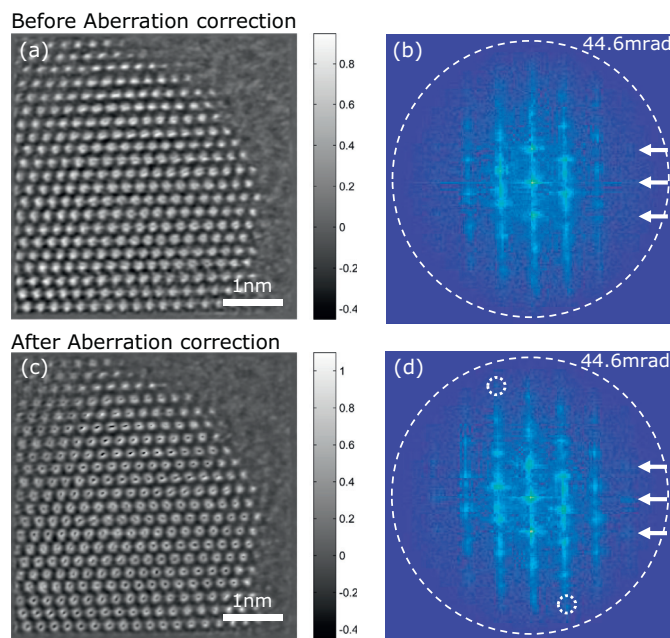 Before Aberration correction
(a)
0.8
0.6
0.4
0.2
0
-0.2
-0.4
1nm
(b)
44.6mrad
After Aberration correction
(c)
1
0.8
0.6
0.4
0.2
0
-0.2
-0.4
1nm
(d)
44.6mrad